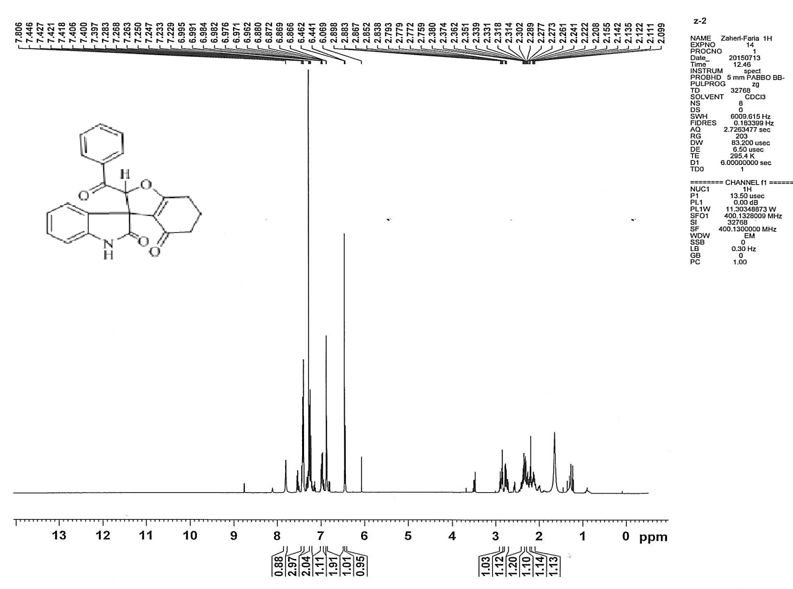 7.806 7.446 7.427 7.421 7.418 7.406 7.400 7.397 7.283 7.268 7.263 7.250 7.247 7.233 7.229 6.995 6.991 6.984 6.982 6.976 6.971 6.962 6.880 6.872 6.869 6.866 6.462 6.441 6.069 2.898 2.883 2.867 2.852 2.838 2.793 2.779 2.772 2.759 2.390 2.374 2.362 2.351 2.339 2.331 2.318 2.314 2.302 2.289 2.277 2.273 2.261 2.241 2.222 2.208 2.155 2.142 2.135 2.122 2.111 2.099
z-2
NAME Zaheri-Faria 1H
EXPNO 14
PROCNO 1
Date_ 20150713
Time 12.46
INSTRUM spect
PROBHD 5 mm PABBO BB-
PULPROG zg
TD 32768
SOLVENT CDCl3
NS 8
DS 0
SWH 6009.615 Hz
FIDRES 0.183399 Hz
AQ 2.7263477 sec
RG 203
DW 83.200 usec
DE 6.50 usec
TE 295.4 K
D1 6.00000000 sec
TD0 1
======== CHANNEL f1 ======
NUC1 1H
P1 13.50 usec
PL1 0.00 dB
PL1W 11.30348873 W
SFO1 400.1328009 MHz
SI 32768
SF 400.1300000 MHz
WDW EM
SSB 0
LB 0.30 Hz
GB 0
PC 1.00
H
O
O
O
N
H
O
13 12 11 10 9 8 7 6 5 4 3 2 1 0 ppm
0.88 2.97 2.04 1.11 1.91 1.01 0.95 1.03 1.12 1.20 1.10 1.14 1.13